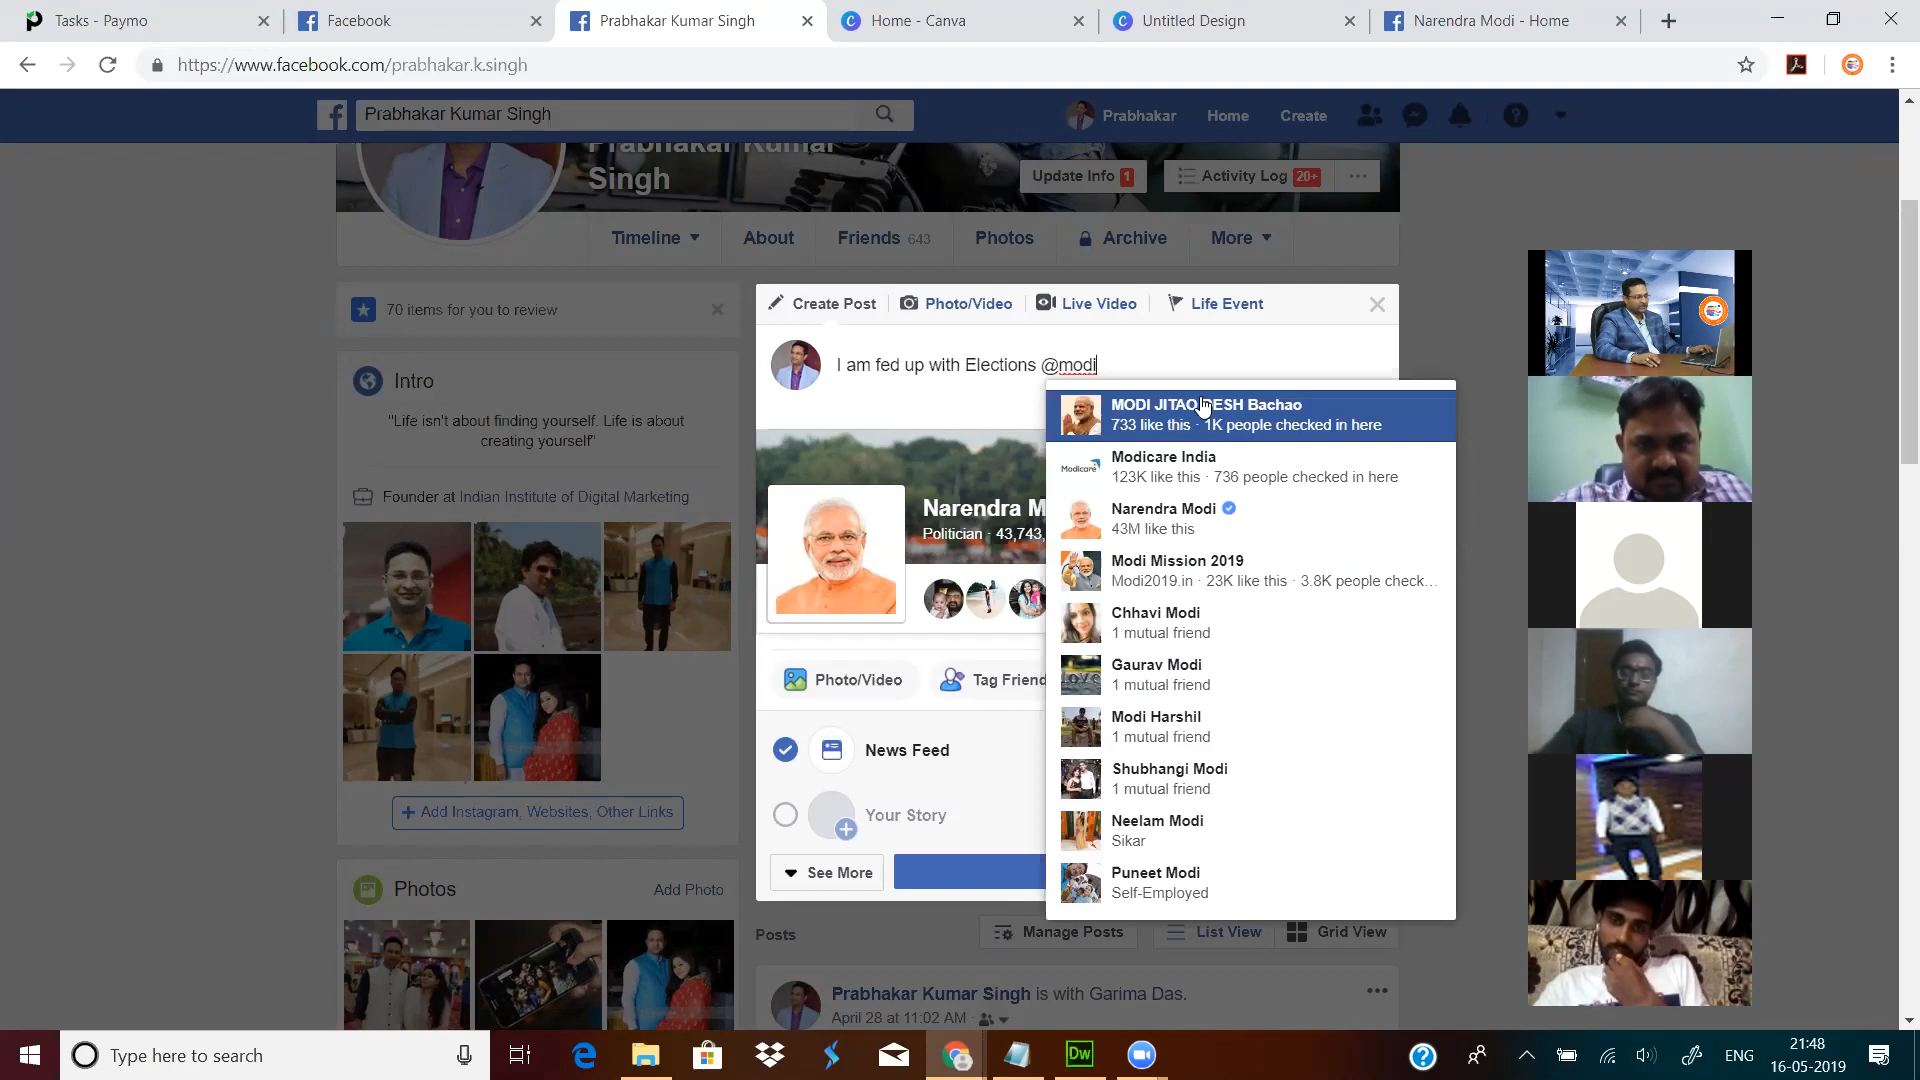 Tasks - Paymo
Facebook
Prabhakar Kumar Singh
Home - Canva
Untitled Design
Narendra Modi - Home
https://www.facebook.com/prabhakar.k.singh
Prabhakar Kumar Singh
Prabhakar
Home
Create
Prabhakar Kumar
Singh
Update Info 1
Activity Log 20+
Timeline
About
Friends 643
Photos
Archive
More
70 items for you to review
Intro
"Life isn't about finding yourself. Life is about
creating yourself"
Founder at Indian Institute of Digital Marketing
+ Add Instagram, Websites, Other Links
Photos
Add Photo
Create Post
Photo/Video
Live Video
Life Event
I am fed up with Elections @modi
Narendra M
Politician · 43,743,
Photo/Video
Tag Friend
News Feed
Your Story
See More
MODI JITAO DESH Bachao
733 like this · 1K people checked in here
Modicare
Modicare India
123K like this · 736 people checked in here
Narendra Modi
43M like this
Modi Mission 2019
Modi2019.in · 23K like this · 3.8K people check...
Chhavi Modi
1 mutual friend
Gaurav Modi
1 mutual friend
Modi Harshil
1 mutual friend
Shubhangi Modi
1 mutual friend
Neelam Modi
Sikar
Puneet Modi
Self-Employed
Posts
Manage Posts
List View
Grid View
Prabhakar Kumar Singh is with Garima Das.
April 28 at 11:02 AM ·
Type here to search
Dw
ENG
21:48
16-05-2019